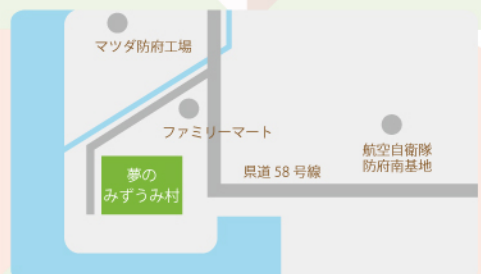 マツダ防府工場
ファミリーマート
航空自衛隊
防府南基地
県道 58 号線
夢の
みずうみ村